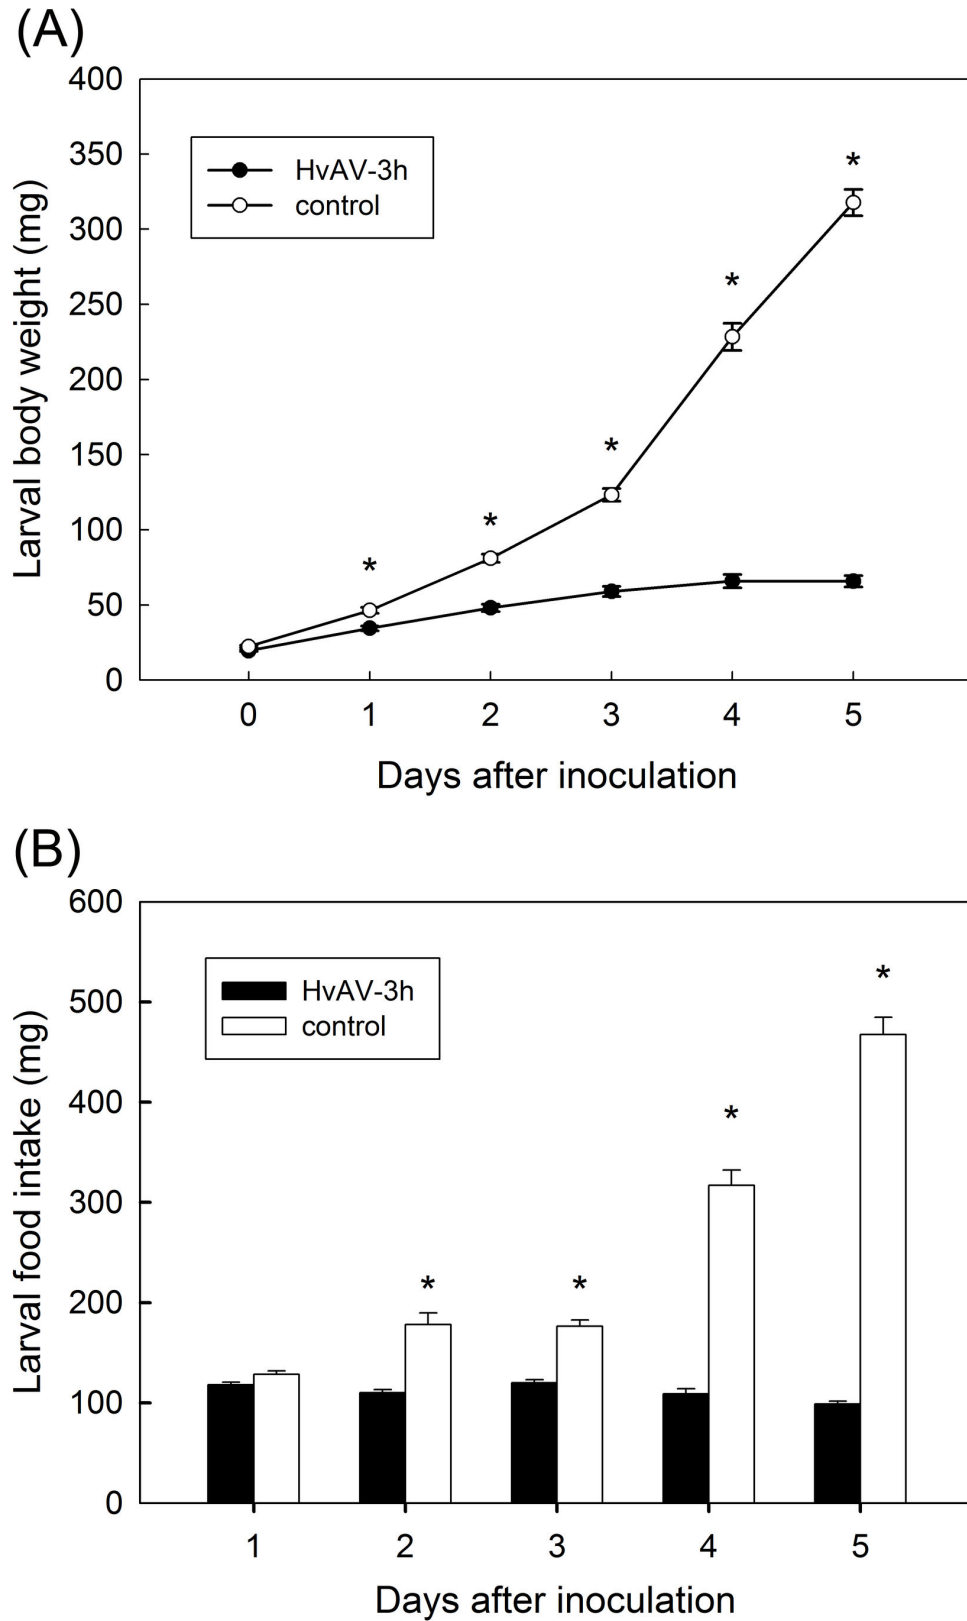 (A)
Larval body weight (mg)
400
350
300
250
200
150
100
50
0
HvAV-3h
control
*
*
*
*
*
0 1 2 3 4 5
Days after inoculation
(B)
Larval food intake (mg)
600
500
400
300
200
100
0
HvAV-3h
control
*
*
*
*
1 2 3 4 5
Days after inoculation